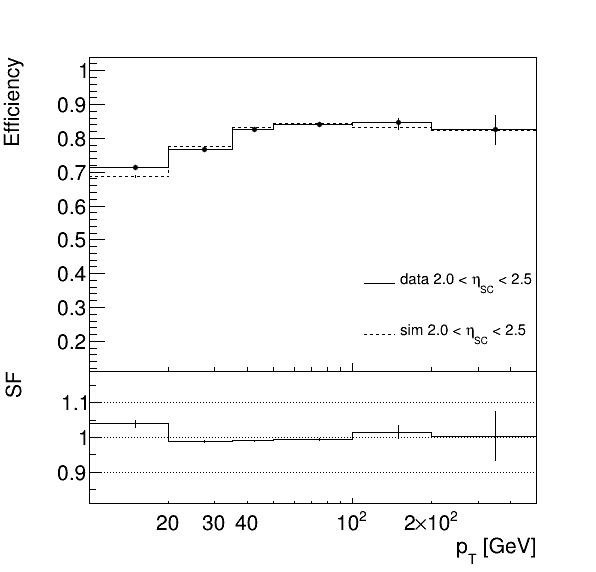 Efficiency
1
0.9
0.8
0.7
0.6
0.5
0.4
0.3
0.2
data 2.0 < η_SC < 2.5
sim 2.0 < η_SC < 2.5
SF
1.1
1
0.9
20 30 40 10² 2×10²
p_T [GeV]